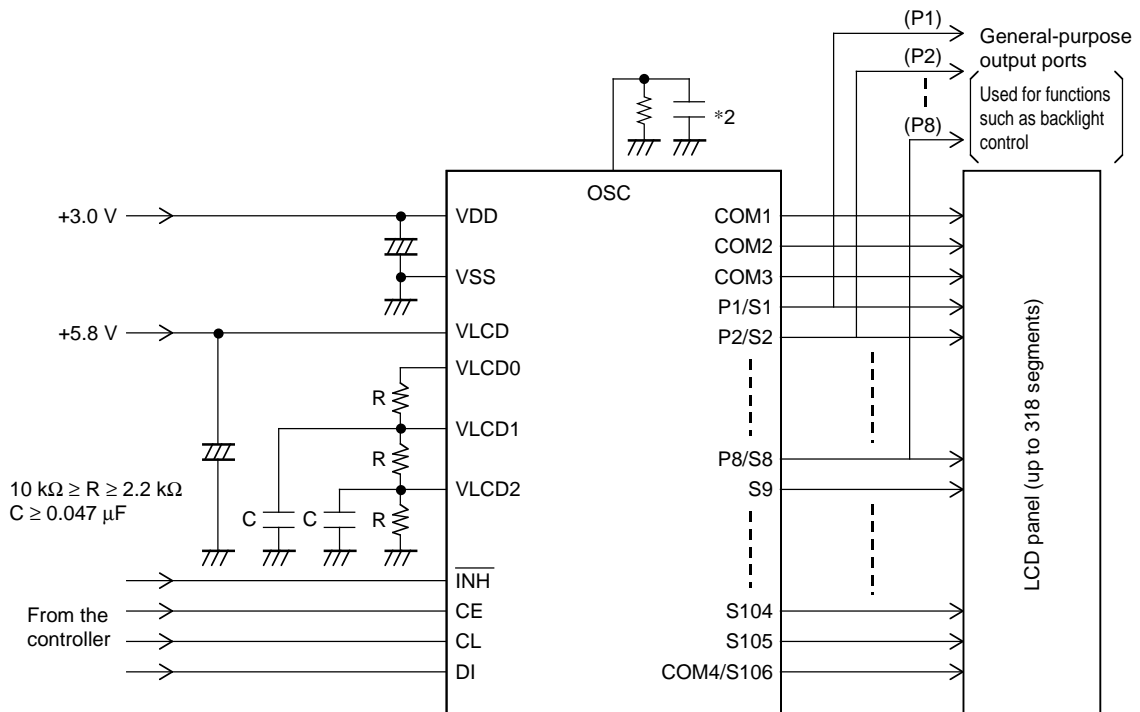 (P1)
General-purpose
output ports
(P2)
Used for functions
such as backlight
control
(P8)
*2
OSC
+3.0 V
VDD
VSS
+5.8 V
VLCD
VLCD0
R
VLCD1
R
VLCD2
C
C
R
10 kΩ ≥ R ≥ 2.2 kΩ
C ≥ 0.047 µF
INH
From the
controller
CE
CL
DI
COM1
COM2
COM3
P1/S1
P2/S2
P8/S8
S9
S104
S105
COM4/S106
LCD panel (up to 318 segments)